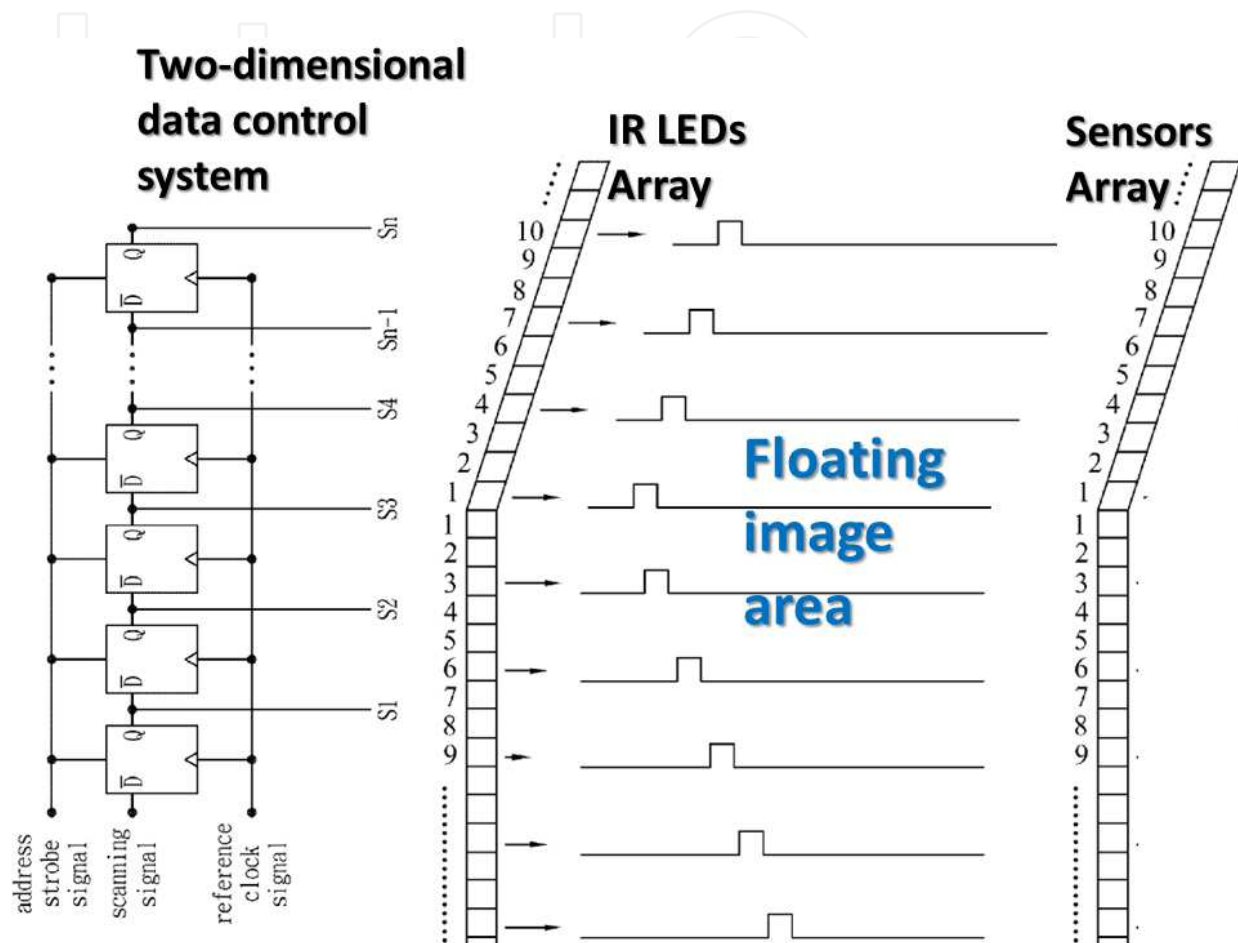 Two-dimensional
data control
system
Sn
Q
D
Sn-1
S4
Q
D
S3
Q
D
S2
Q
D
S1
Q
D
address
strobe
signal
scanning
signal
reference
clock
signal
IR LEDs
Array
10
9
8
7
6
5
4
3
2
1
1
2
3
4
5
6
7
8
9
Floating
image
area
Sensors
Array
10
9
8
7
6
5
4
3
2
1
1
2
3
4
5
6
7
8
9